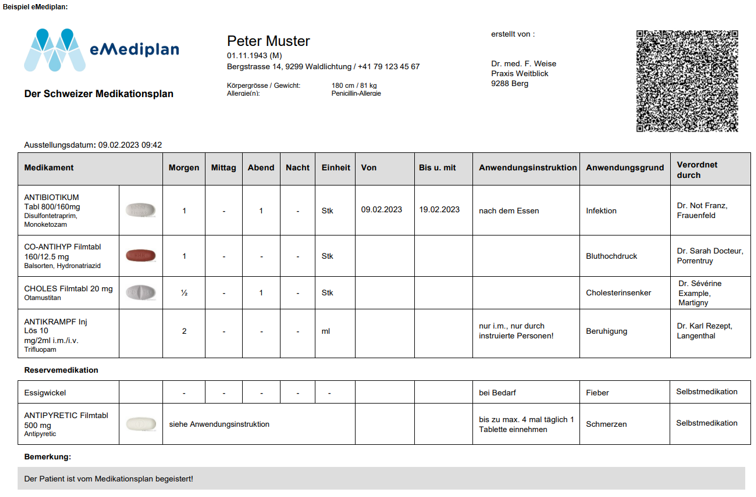 Beispiel eMediplan:
eMediplan
Der Schweizer Medikationsplan
Peter Muster
01.11.1943 (M)
Bergstrasse 14, 9299 Waldlichtung / +41 79 123 45 67
Körpergrösse / Gewicht: 180 cm / 81 kg
Allergie(n): Penicillin-Allergie
erstellt von :
Dr. med. F. Weise
Praxis Weitblick
9288 Berg
Ausstellungsdatum: 09.02.2023 09:42
Medikament Morgen Mittag Abend Nacht Einheit Von Bis u. mit Anwendungsinstruktion Anwendungsgrund Verordnet durch
ANTIBIOTIKUM
Tabl 800/160mg
Disulfontetraprim,
Monoketozam
1 - 1 - Stk 09.02.2023 19.02.2023 nach dem Essen Infektion
Dr. Not Franz,
Frauenfeld
CO-ANTIHYP Filmtabl
160/12.5 mg
Balsorten, Hydronatriazid
1 - - - Stk Bluthochdruck
Dr. Sarah Docteur,
Porrentruy
CHOLES Filmtabl 20 mg
Otamustitan
½ - 1 - Stk Cholesterinsenker
Dr. Sévérine
Example,
Martigny
ANTIKRAMPF Inj
Lös 10
mg/2ml i.m./i.v.
Trifluopam
2 - - - ml
nur i.m., nur durch
instruierte Personen!
Beruhigung
Dr. Karl Rezept,
Langenthal
Reservemedikation
Essigwickel - - - - - bei Bedarf Fieber Selbstmedikation
ANTIPYRETIC Filmtabl
500 mg
Antipyretic
siehe Anwendungsinstruktion
bis zu max. 4 mal täglich 1
Tablette einnehmen
Schmerzen Selbstmedikation
Bemerkung:
Der Patient ist vom Medikationsplan begeistert!